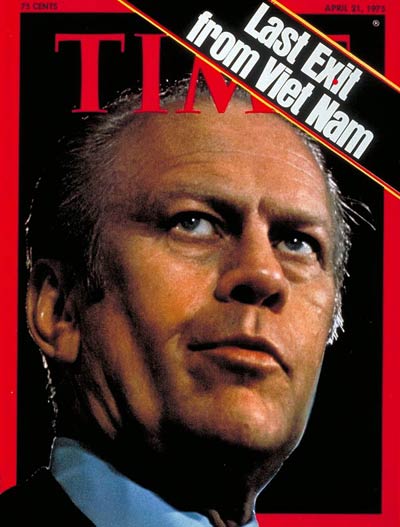 75 CENTS
APRIL 21, 1975
TIME
®
Last Exit
from Viet Nam